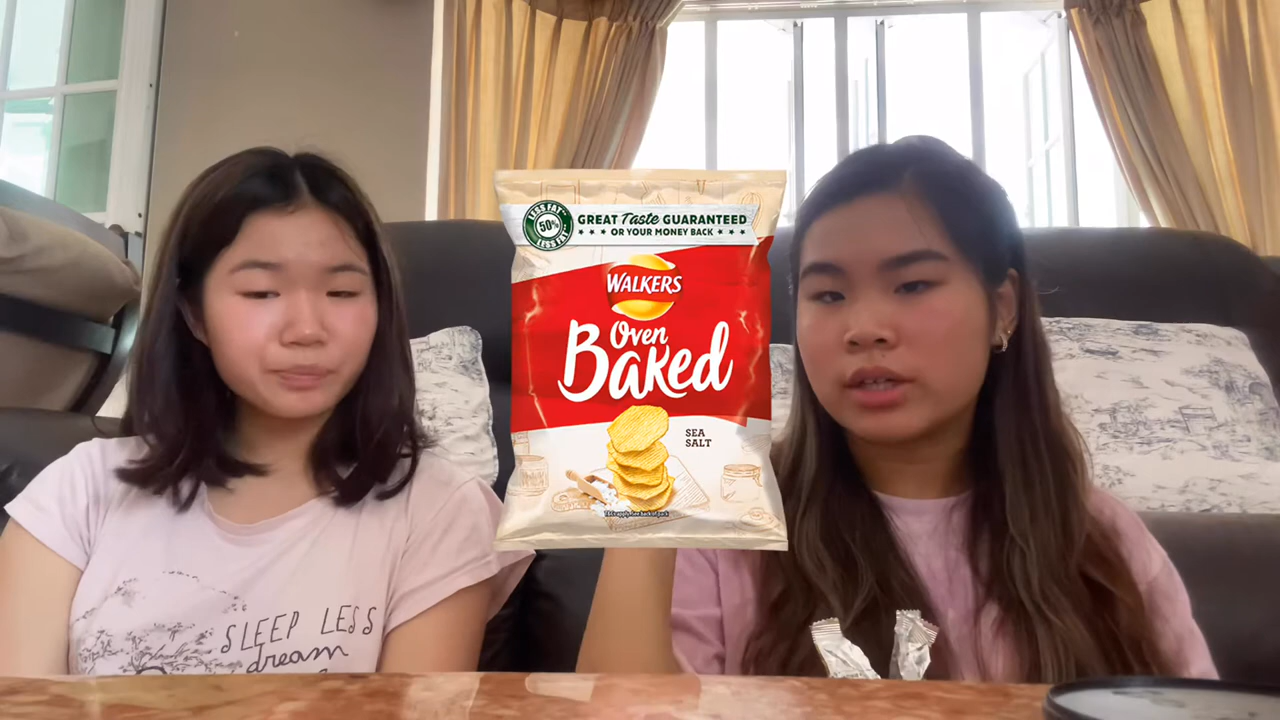 LESS FAT
50%
LESS FAT
GREAT Taste GUARANTEED
OR YOUR MONEY BACK
WALKERS
Oven
Baked
SEA
SALT
SLEEP LESS
dream